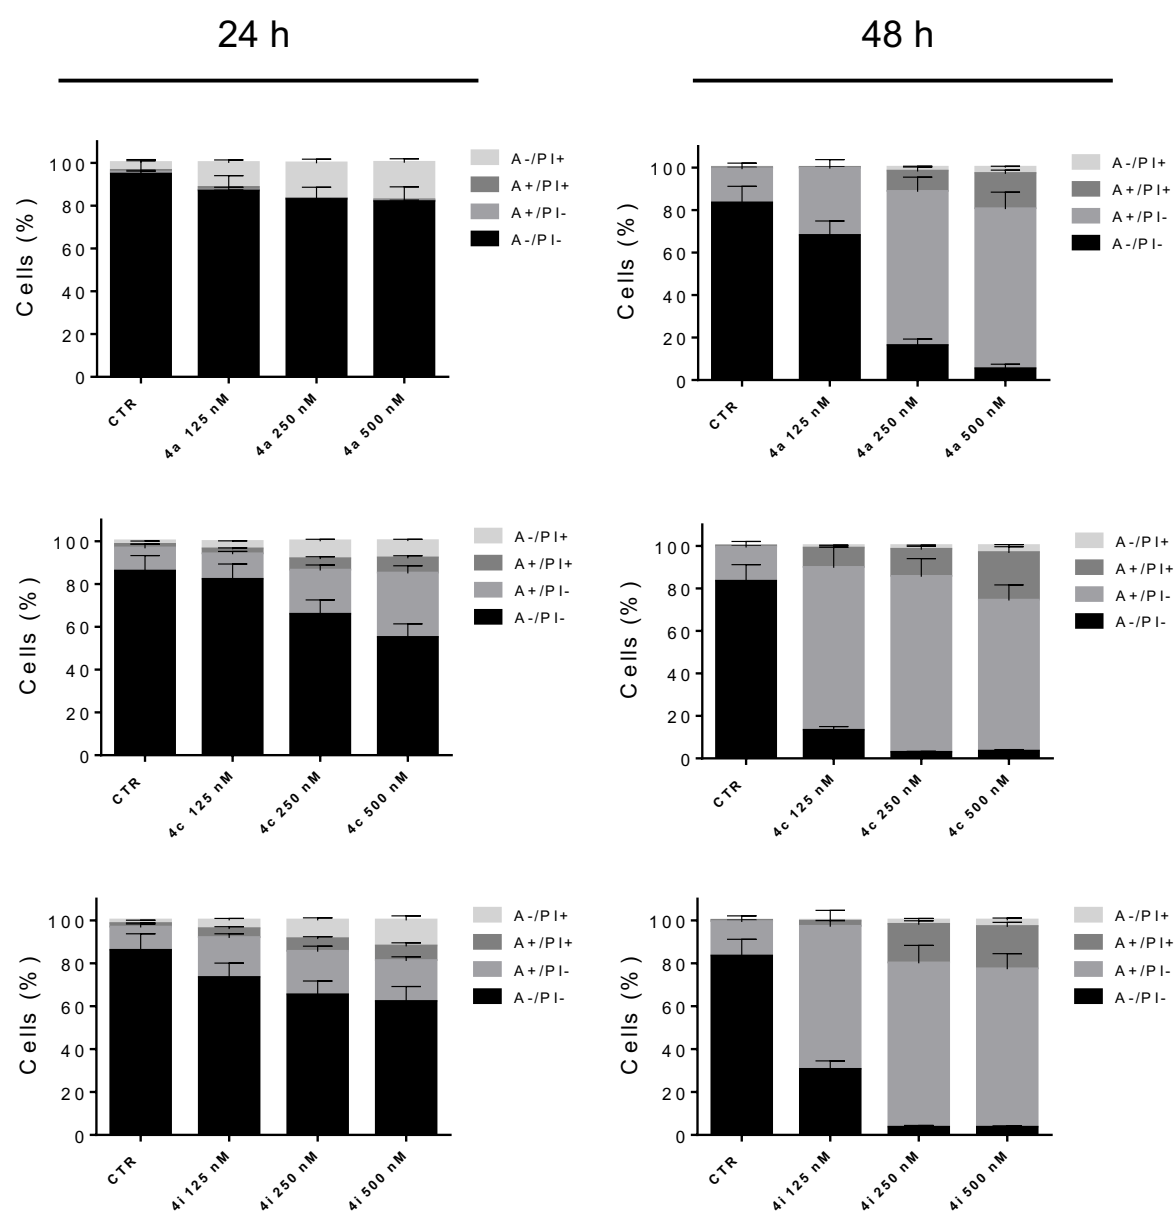 24 h
48 h
Cells (%)
100
80
60
40
20
0
CTR
4a 125 nM
4a 250 nM
4a 500 nM
A-/PI+
A+/PI+
A+/PI-
A-/PI-
Cells (%)
100
80
60
40
20
0
CTR
4a 125 nM
4a 250 nM
4a 500 nM
A-/PI+
A+/PI+
A+/PI-
A-/PI-
Cells (%)
100
80
60
40
20
0
CTR
4c 125 nM
4c 250 nM
4c 500 nM
A-/PI+
A+/PI+
A+/PI-
A-/PI-
Cells (%)
100
80
60
40
20
0
CTR
4c 125 nM
4c 250 nM
4c 500 nM
A-/PI+
A+/PI+
A+/PI-
A-/PI-
Cells (%)
100
80
60
40
20
0
CTR
4i 125 nM
4i 250 nM
4i 500 nM
A-/PI+
A+/PI+
A+/PI-
A-/PI-
Cells (%)
100
80
60
40
20
0
CTR
4i 125 nM
4i 250 nM
4i 500 nM
A-/PI+
A+/PI+
A+/PI-
A-/PI-